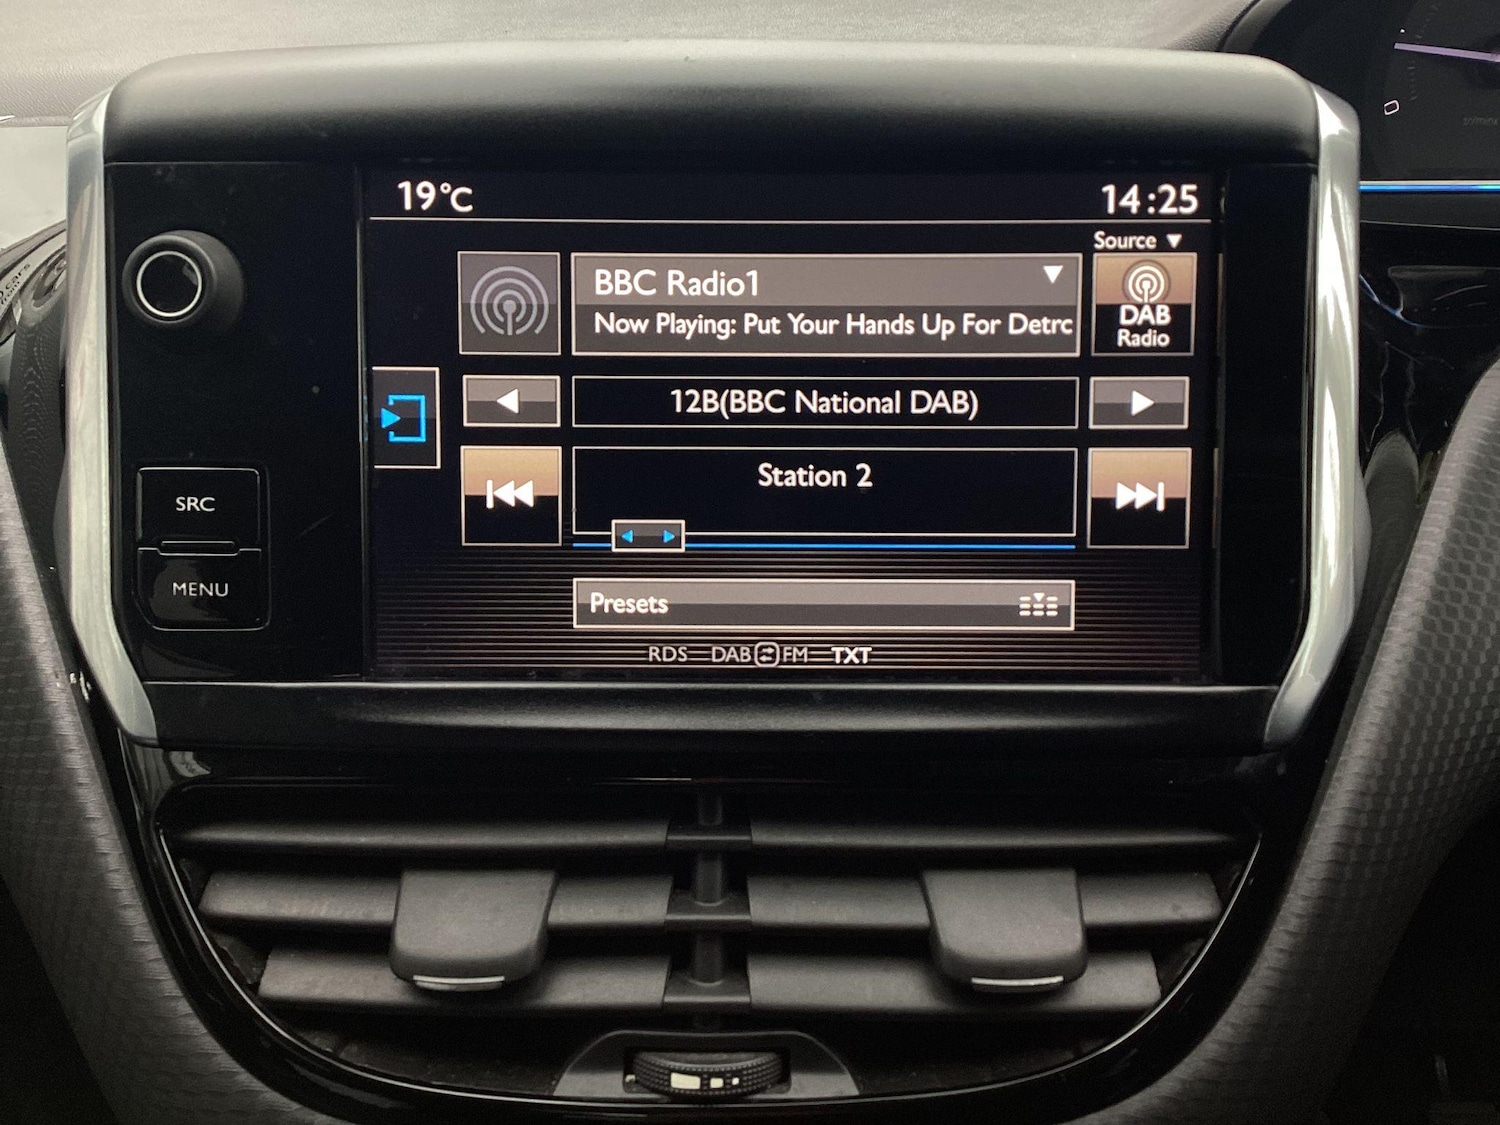 19°C
14:25
Source
BBC Radio1
Now Playing: Put Your Hands Up For Detrc
DAB
Radio
12B(BBC National DAB)
Station 2
SRC
MENU
Presets
RDS DAB FM TXT